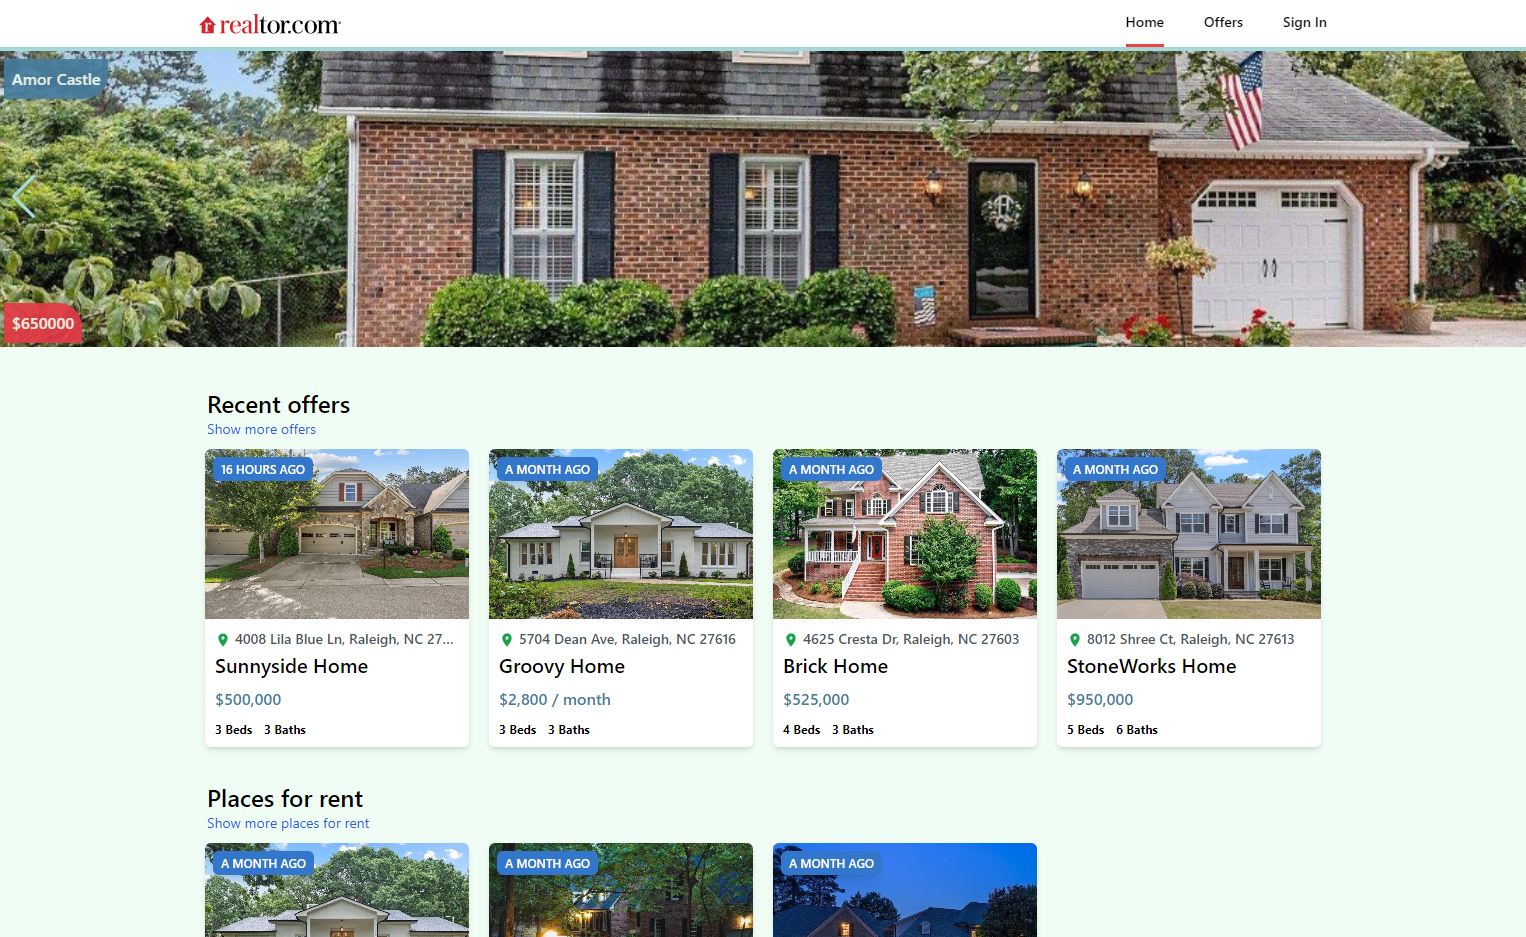 realtor.com
Home
Offers
Sign In
Amor Castle
$650000
Recent offers
Show more offers
16 HOURS AGO
A MONTH AGO
A MONTH AGO
A MONTH AGO
4008 Lila Blue Ln, Raleigh, NC 27...
5704 Dean Ave, Raleigh, NC 27616
4625 Cresta Dr, Raleigh, NC 27603
8012 Shree Ct, Raleigh, NC 27613
Sunnyside Home
Groovy Home
Brick Home
StoneWorks Home
$500,000
$2,800 / month
$525,000
$950,000
3 Beds 3 Baths
3 Beds 3 Baths
4 Beds 3 Baths
5 Beds 6 Baths
Places for rent
Show more places for rent
A MONTH AGO
A MONTH AGO
A MONTH AGO